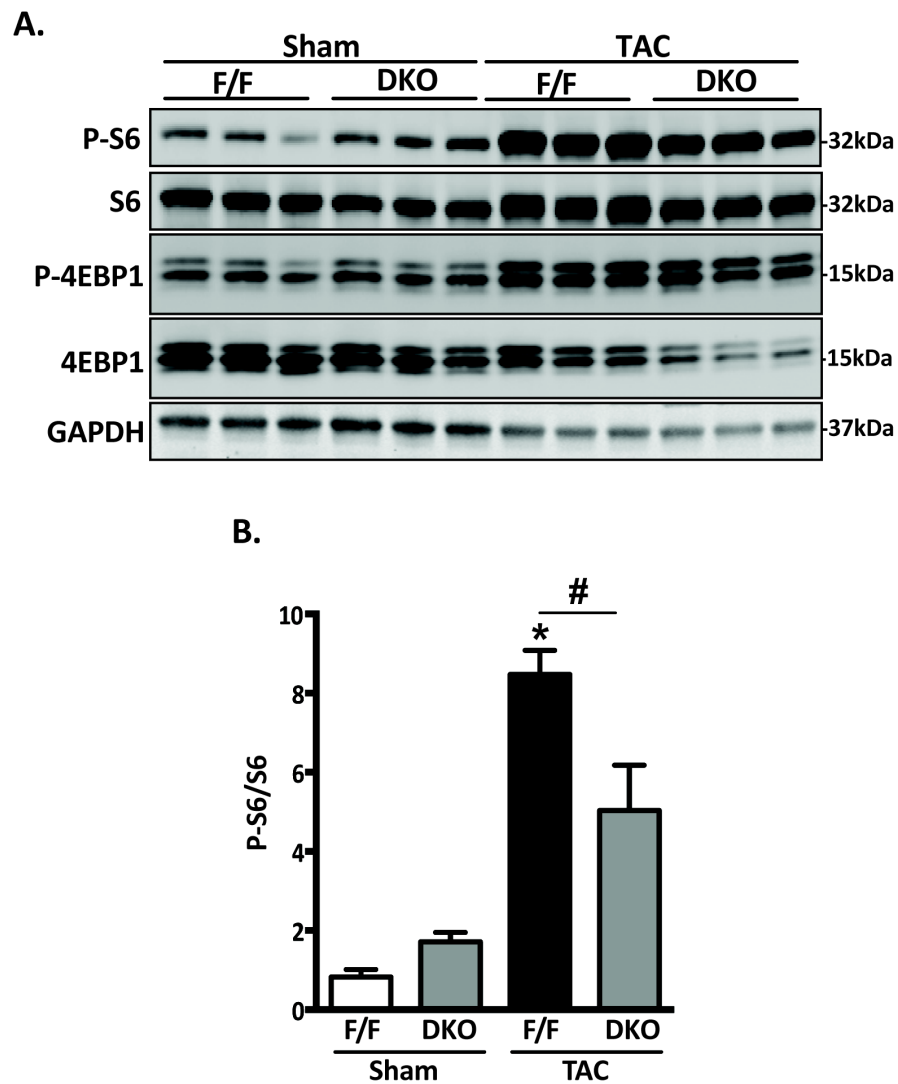 A.
Sham TAC
F/F DKO F/F DKO
P-S6 -32kDa
S6 -32kDa
P-4EBP1 -15kDa
4EBP1 -15kDa
GAPDH -37kDa
B.
#
*
10
8
6
4
2
0
P-S6/S6
F/F DKO F/F DKO
Sham TAC